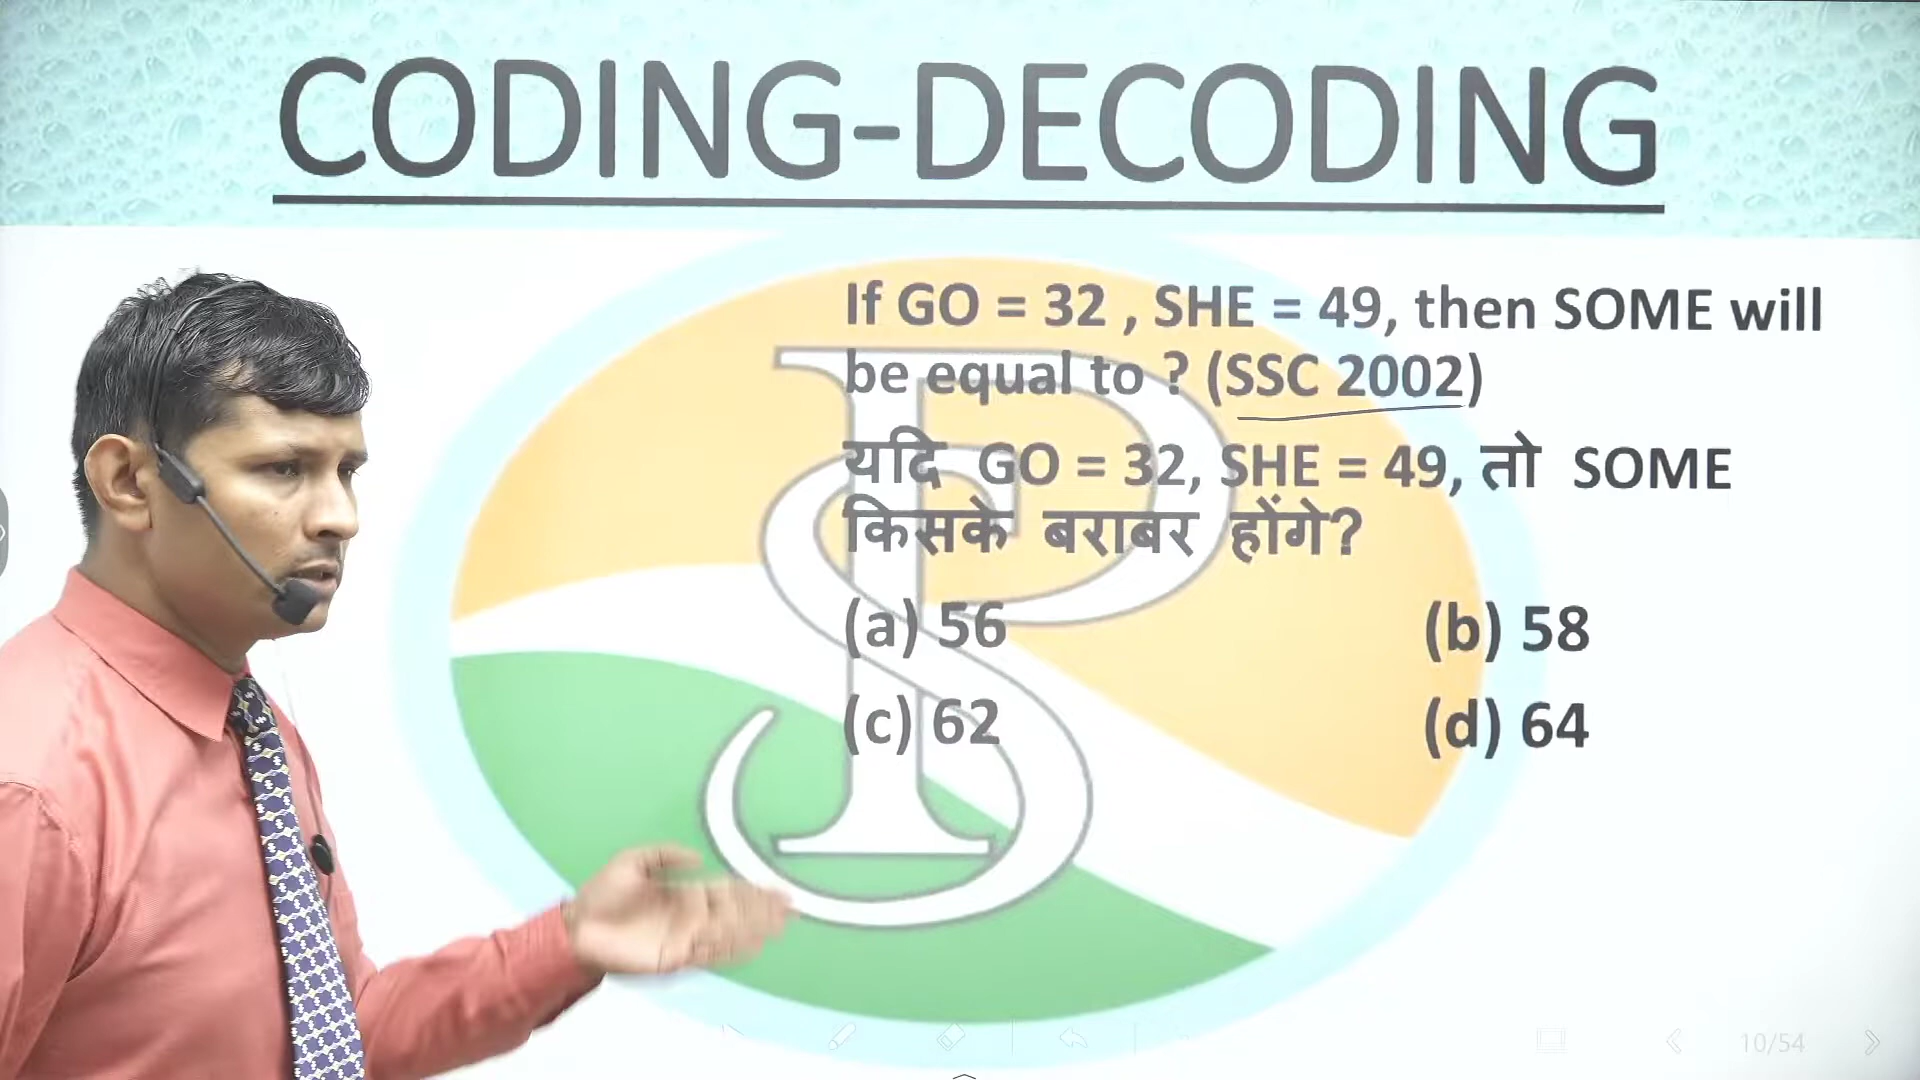 CODING-DECODING
If GO = 32 , SHE = 49, then SOME will
be equal to ? (SSC 2002)
यदि GO = 32, SHE = 49, तो SOME
किसके बराबर होंगे?
(a) 56 (b) 58
(c) 62 (d) 64
10/54